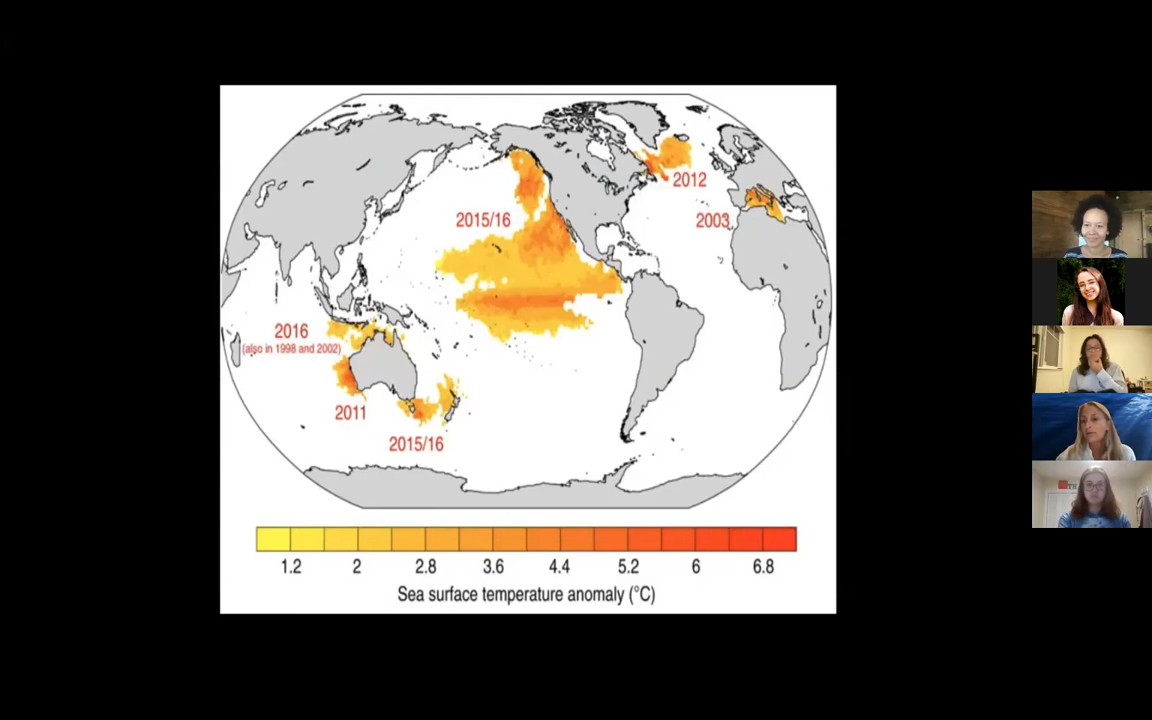 2012
2003
2015/16
2016
(also in 1998 and 2002)
2011
2015/16
1.2 2 2.8 3.6 4.4 5.2 6 6.8
Sea surface temperature anomaly (°C)